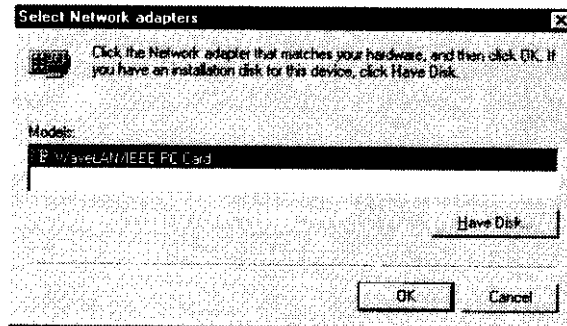 Select Network adapters
Click the Network adapter that matches your hardware, and then click OK. If
you have an installation disk for this device, click Have Disk.
Models:
WaveLAN/IEEE PC Card
Have Disk...
OK
Cancel